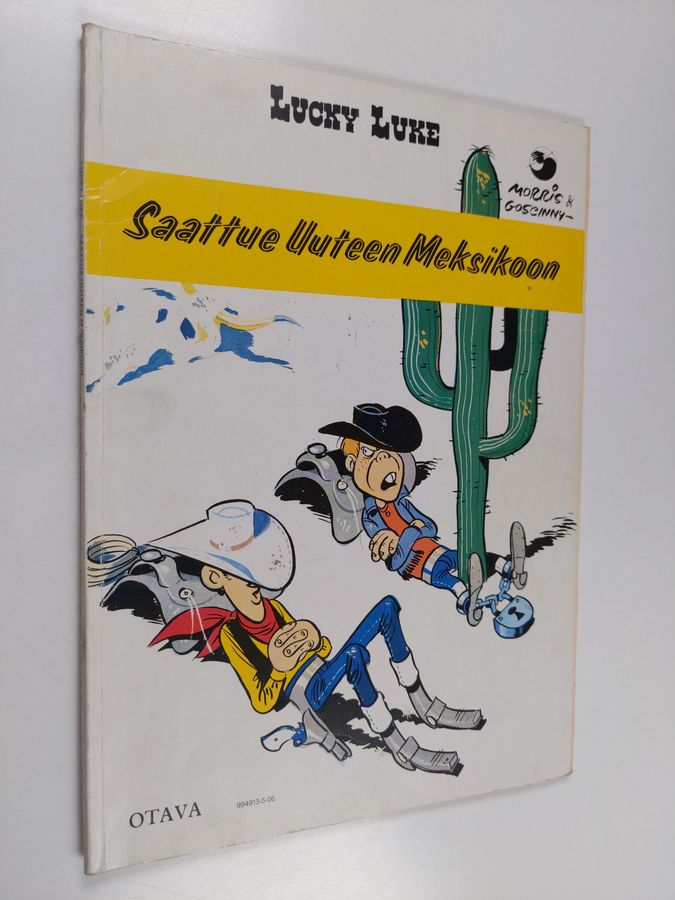 LUCKY LUKE
MORRIS &
GOSCINNY
Saattue Uuteen Meksikoon
OTAVA
994913-5-06